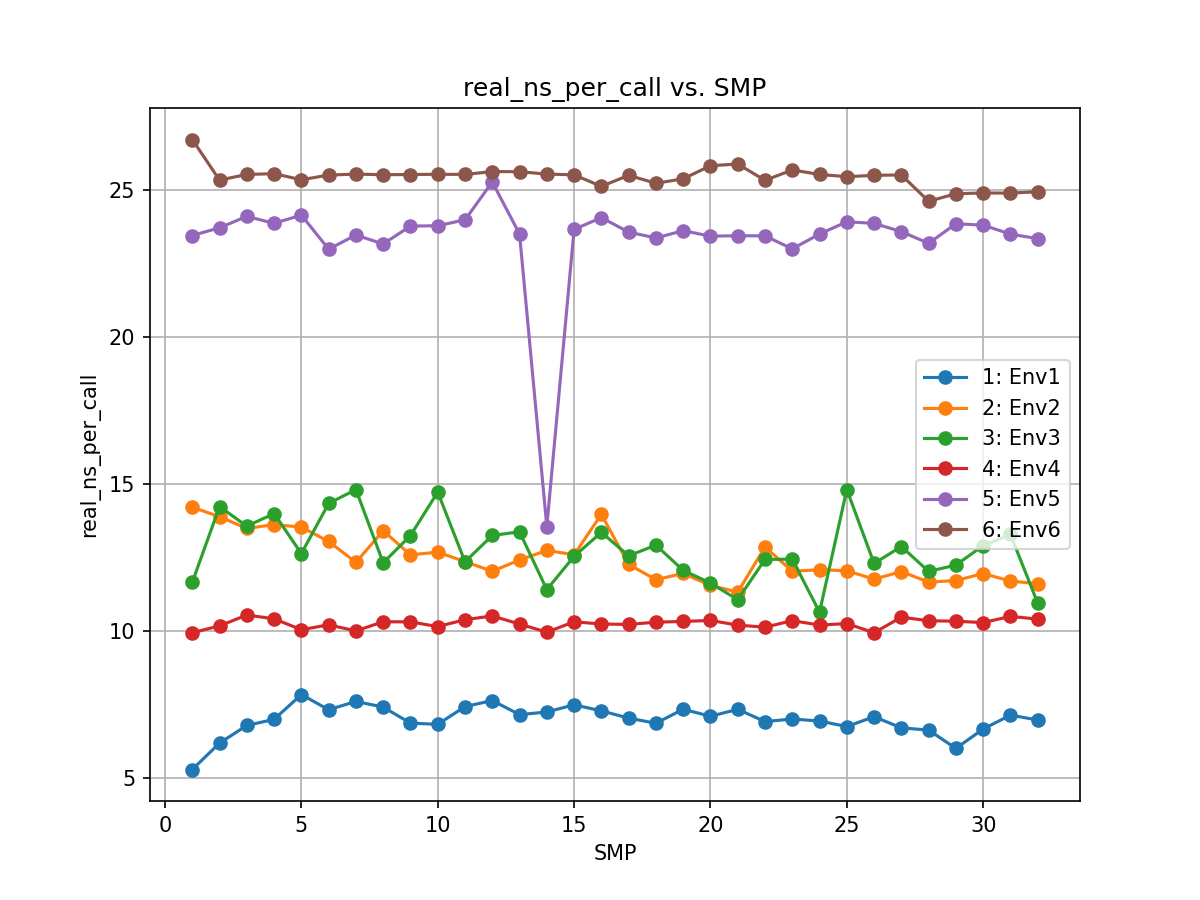 real_ns_per_call vs. SMP
real_ns_per_call
25
20
15
10
5
1: Env1
2: Env2
3: Env3
4: Env4
5: Env5
6: Env6
0 5 10 15 20 25 30
SMP